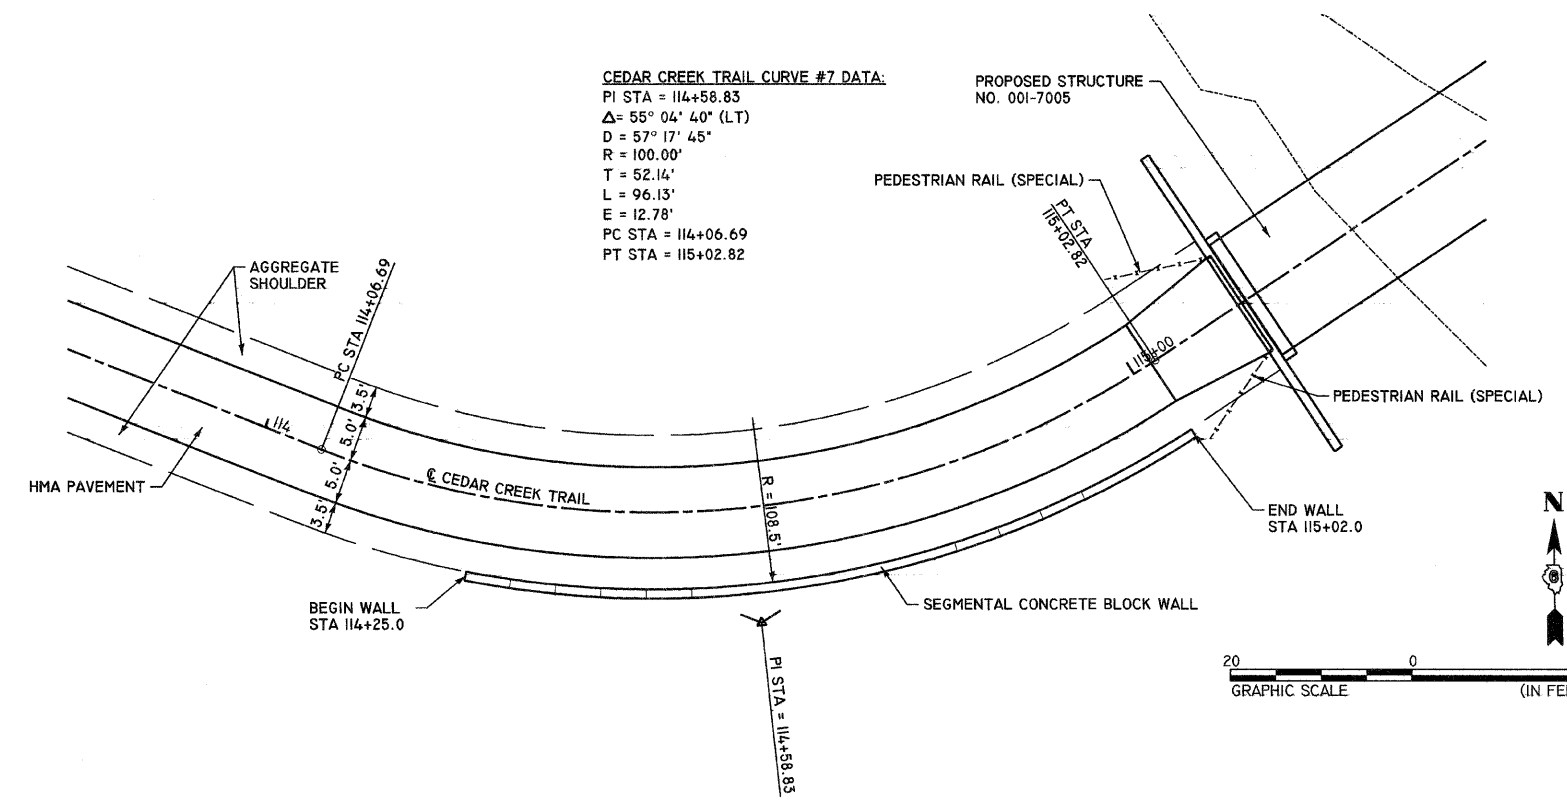 CEDAR CREEK TRAIL CURVE #7 DATA:
PI STA = 114+58.83
Δ= 55° 04' 40" (LT)
D = 57° 17' 45"
R = 100.00'
T = 52.14'
L = 96.13'
E = 12.78'
PC STA = 114+06.69
PT STA = 115+02.82
PROPOSED STRUCTURE
NO. 001-7005
PEDESTRIAN RAIL (SPECIAL)
PT STA
115+02.82
AGGREGATE
SHOULDER
PC STA 114+06.69
3.5'
5.0'
5.0'
3.5'
114
115+00
PEDESTRIAN RAIL (SPECIAL)
HMA PAVEMENT
℄ CEDAR CREEK TRAIL
R = 108.5'
END WALL
STA 115+02.0
N
BEGIN WALL
STA 114+25.0
SEGMENTAL CONCRETE BLOCK WALL
PI STA = 114+58.83
20
0
GRAPHIC SCALE
(IN FE